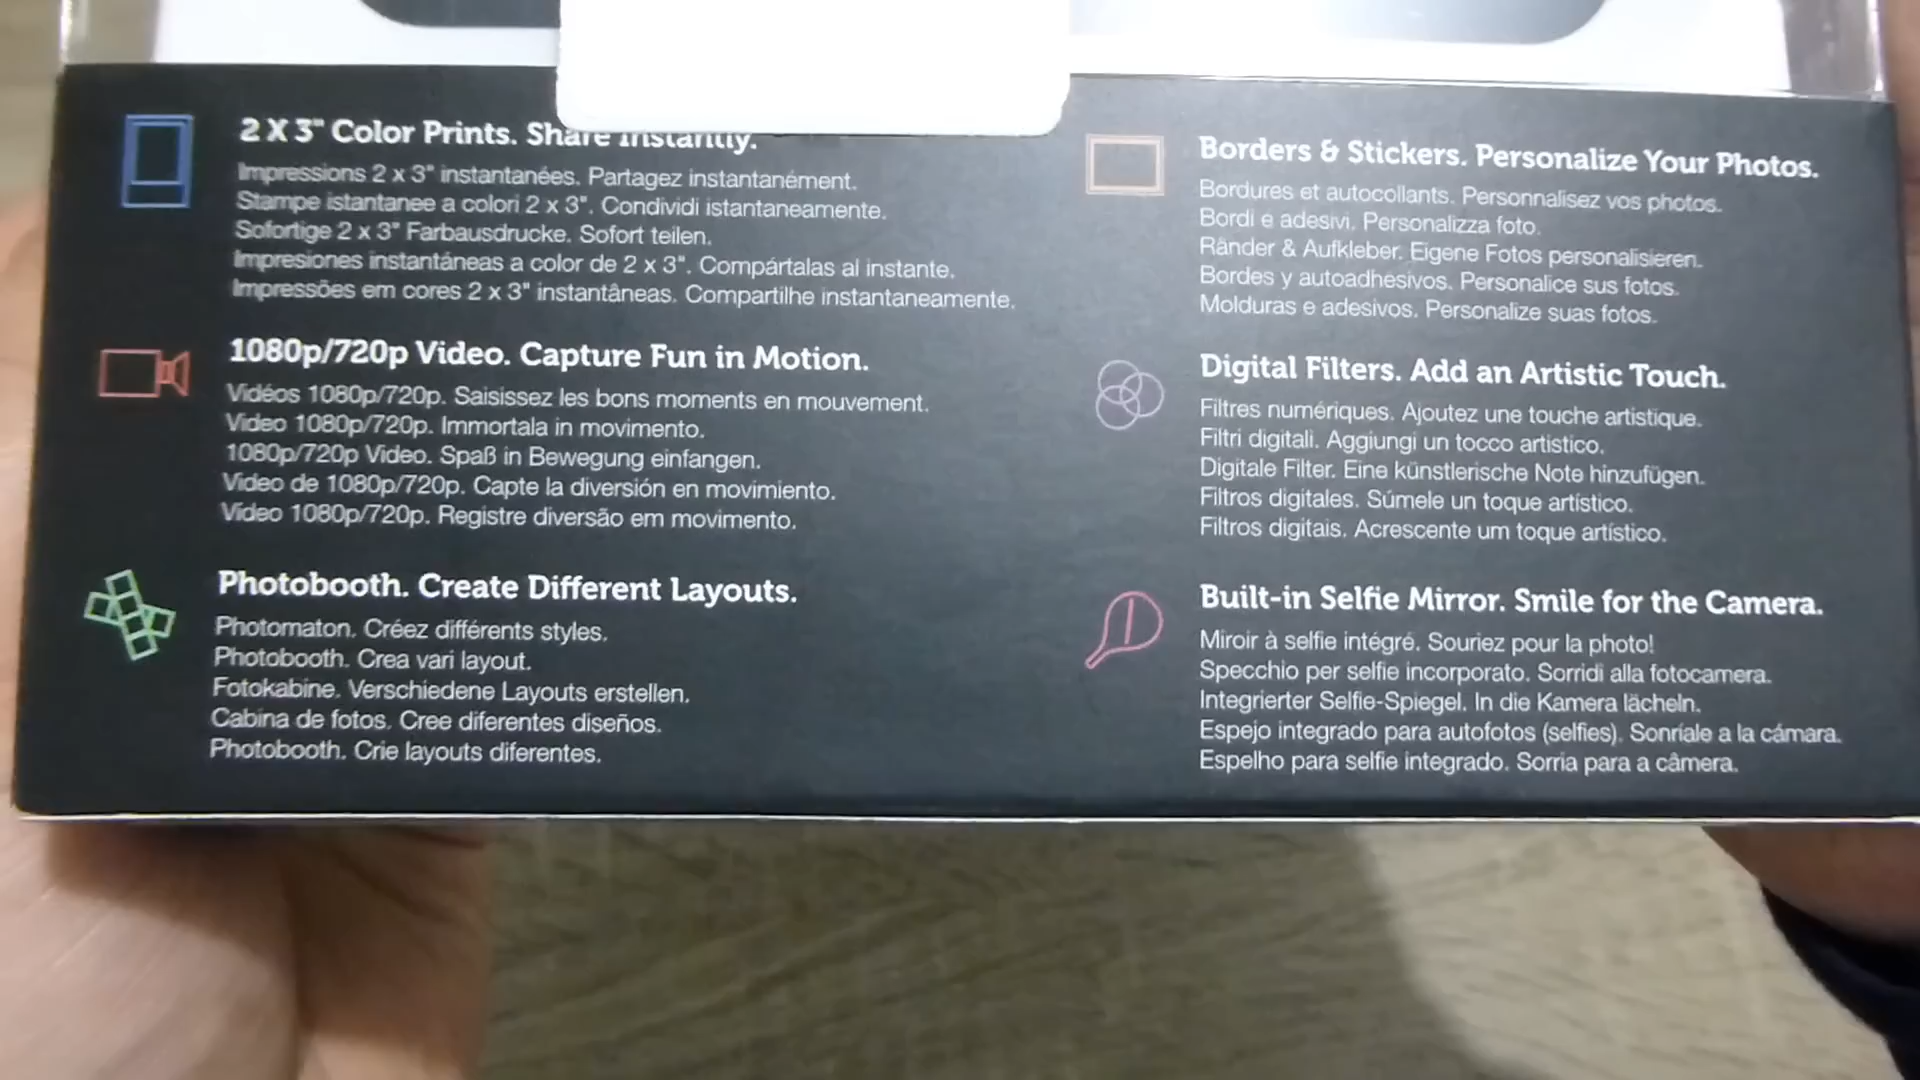 2 X 3" Color Prints. Share Instantly.
Impressions 2 x 3" instantanées. Partagez instantanément.
Stampe istantanee a colori 2 x 3". Condividi istantaneamente.
Sofortige 2 x 3" Farbausdrucke. Sofort teilen.
Impresiones instantáneas a color de 2 x 3". Compártalas al instante.
Impressões em cores 2 x 3" instantâneas. Compartilhe instantaneamente.
1080p/720p Video. Capture Fun in Motion.
Vidéos 1080p/720p. Saisissez les bons moments en mouvement.
Video 1080p/720p. Immortala in movimento.
1080p/720p Video. Spaß in Bewegung einfangen.
Video de 1080p/720p. Capte la diversión en movimiento.
Vídeo 1080p/720p. Registre diversão em movimento.
Photobooth. Create Different Layouts.
Photomaton. Créez différents styles.
Photobooth. Crea vari layout.
Fotokabine. Verschiedene Layouts erstellen.
Cabina de fotos. Cree diferentes diseños.
Photobooth. Crie layouts diferentes.
Borders & Stickers. Personalize Your Photos.
Bordures et autocollants. Personnalisez vos photos.
Bordi e adesivi. Personalizza foto.
Ränder & Aufkleber. Eigene Fotos personalisieren.
Bordes y autoadhesivos. Personalice sus fotos.
Molduras e adesivos. Personalize suas fotos.
Digital Filters. Add an Artistic Touch.
Filtres numériques. Ajoutez une touche artistique.
Filtri digitali. Aggiungi un tocco artistico.
Digitale Filter. Eine künstlerische Note hinzufügen.
Filtros digitales. Súmele un toque artístico.
Filtros digitais. Acrescente um toque artístico.
Built-in Selfie Mirror. Smile for the Camera.
Miroir à selfie intégré. Souriez pour la photo!
Specchio per selfie incorporato. Sorridi alla fotocamera.
Integrierter Selfie-Spiegel. In die Kamera lächeln.
Espejo integrado para autofotos (selfies). Sonríale a la cámara.
Espelho para selfie integrado. Sorria para a câmera.